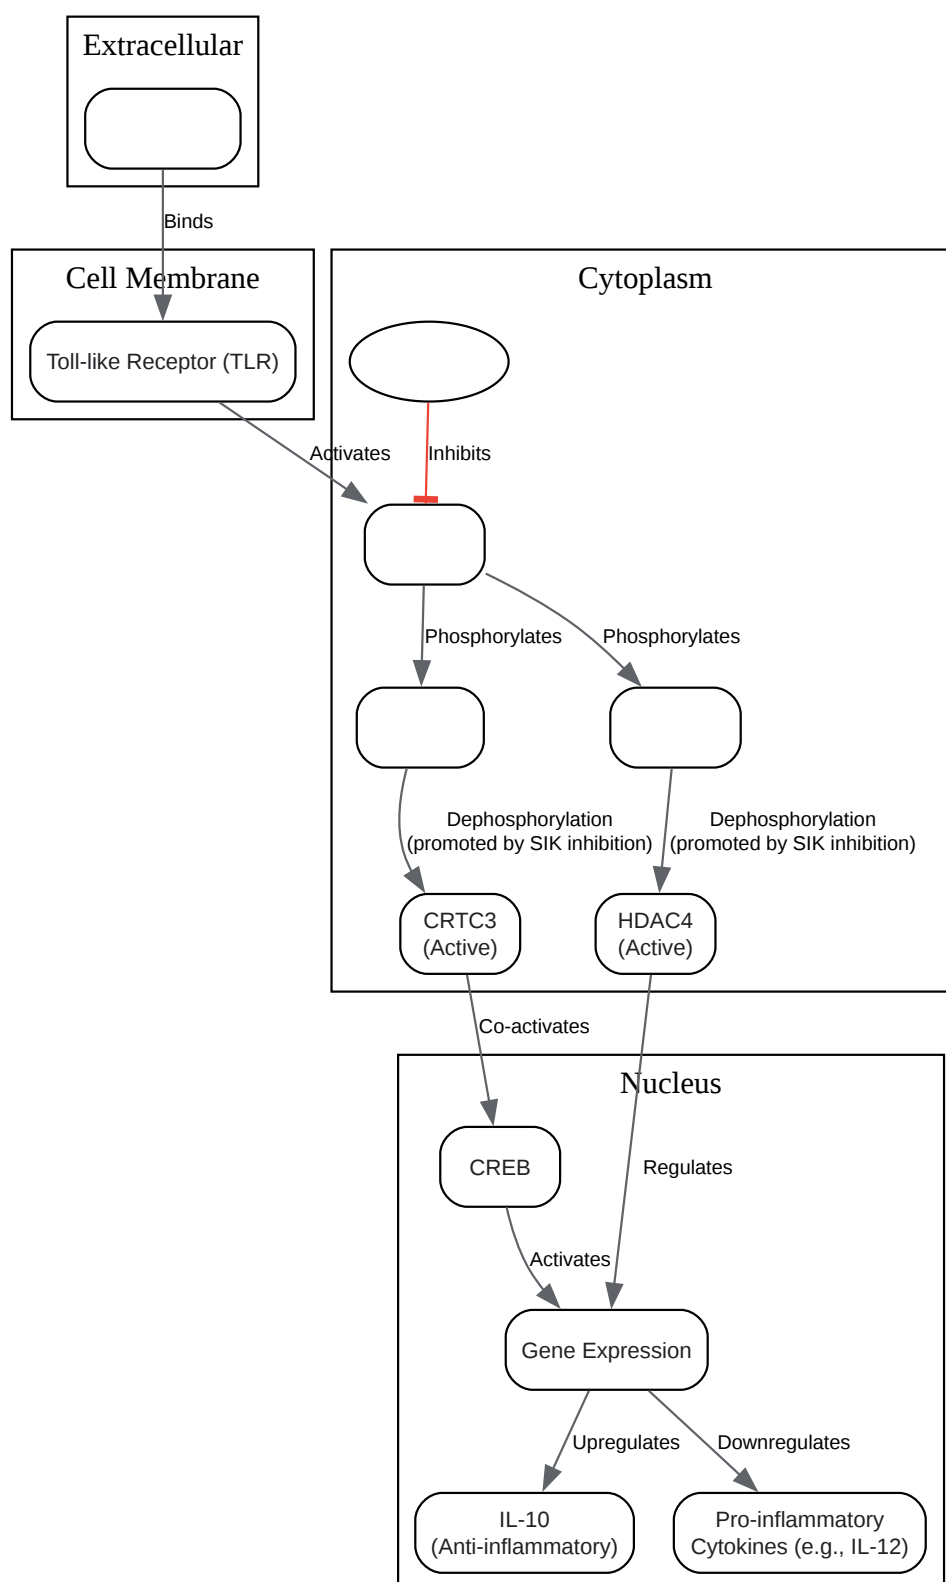 Extracellular
Binds
Cell Membrane
Toll-like Receptor (TLR)
Cytoplasm
Activates
Inhibits
Phosphorylates
Phosphorylates
Dephosphorylation
(promoted by SIK inhibition)
Dephosphorylation
(promoted by SIK inhibition)
CRTC3
(Active)
HDAC4
(Active)
Co-activates
Nucleus
CREB
Regulates
Activates
Gene Expression
Upregulates
Downregulates
IL-10
(Anti-inflammatory)
Pro-inflammatory
Cytokines (e.g., IL-12)